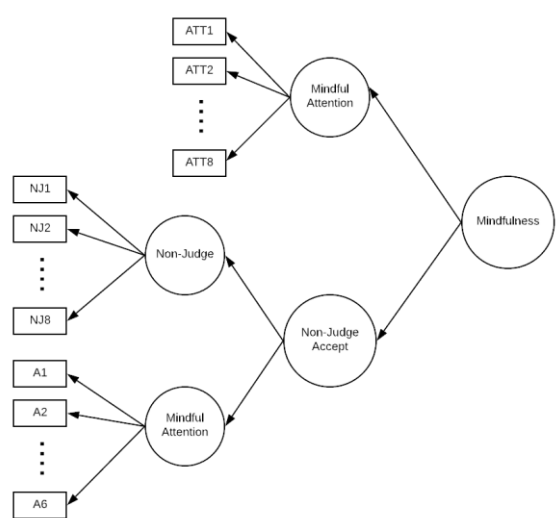 ATT1
ATT2
ATT8
Mindful
Attention
NJ1
NJ2
NJ8
Non-Judge
Mindfulness
Non-Judge
Accept
A1
A2
A6
Mindful
Attention